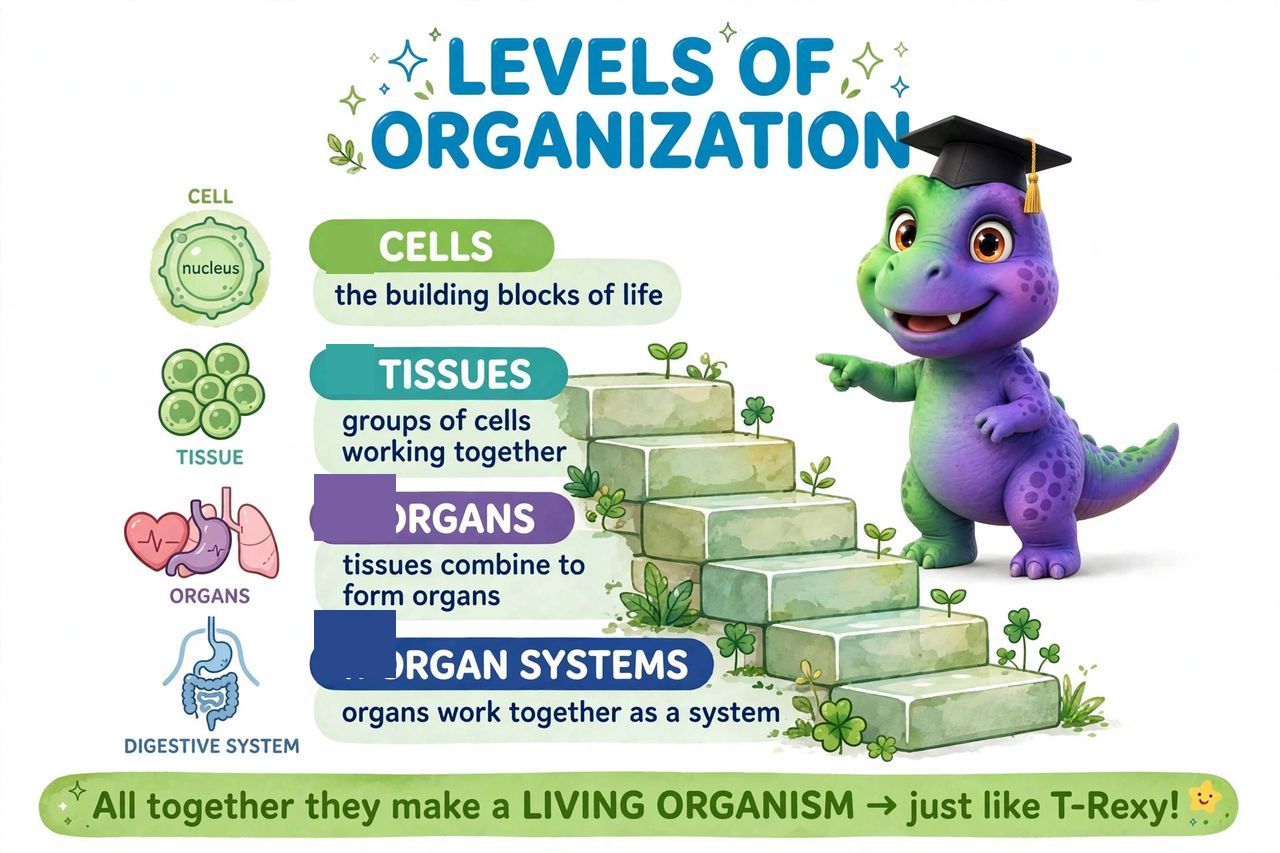 LEVELS OF
ORGANIZATION
CELL
nucleus
CELLS
the building blocks of life
TISSUES
groups of cells
working together
TISSUE
ORGANS
tissues combine to
form organs
ORGANS
ORGAN SYSTEMS
organs work together as a system
DIGESTIVE SYSTEM
All together they make a LIVING ORGANISM → just like T-Rexy!